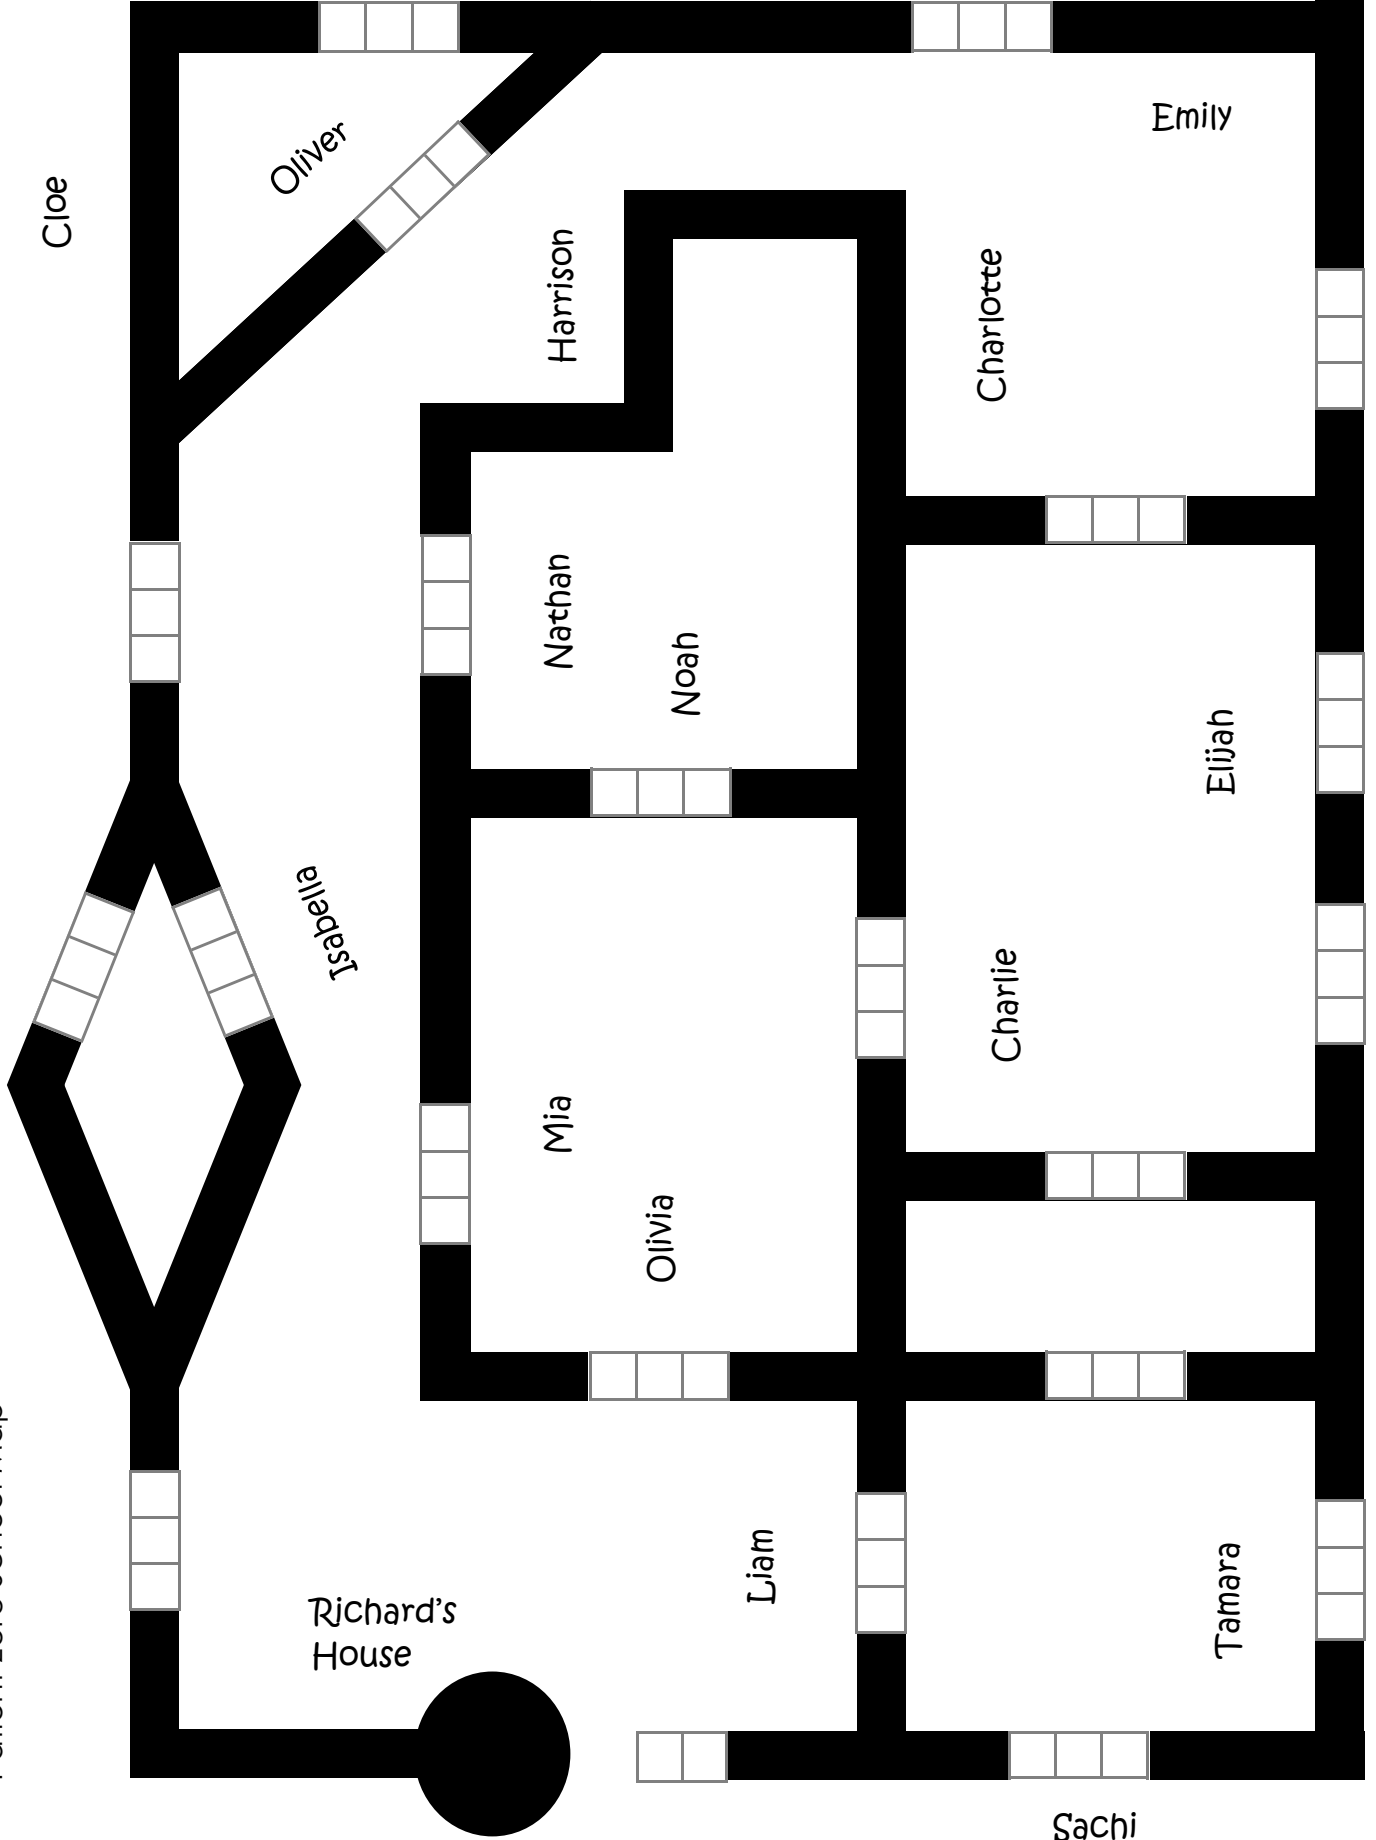 Emily
Oliver
Cloe
Harrison
Charlotte
Nathan
Noah
Elijah
Isabella
Charlie
Mia
Olivia
Liam
Tamara
Richard's
House
Sachi